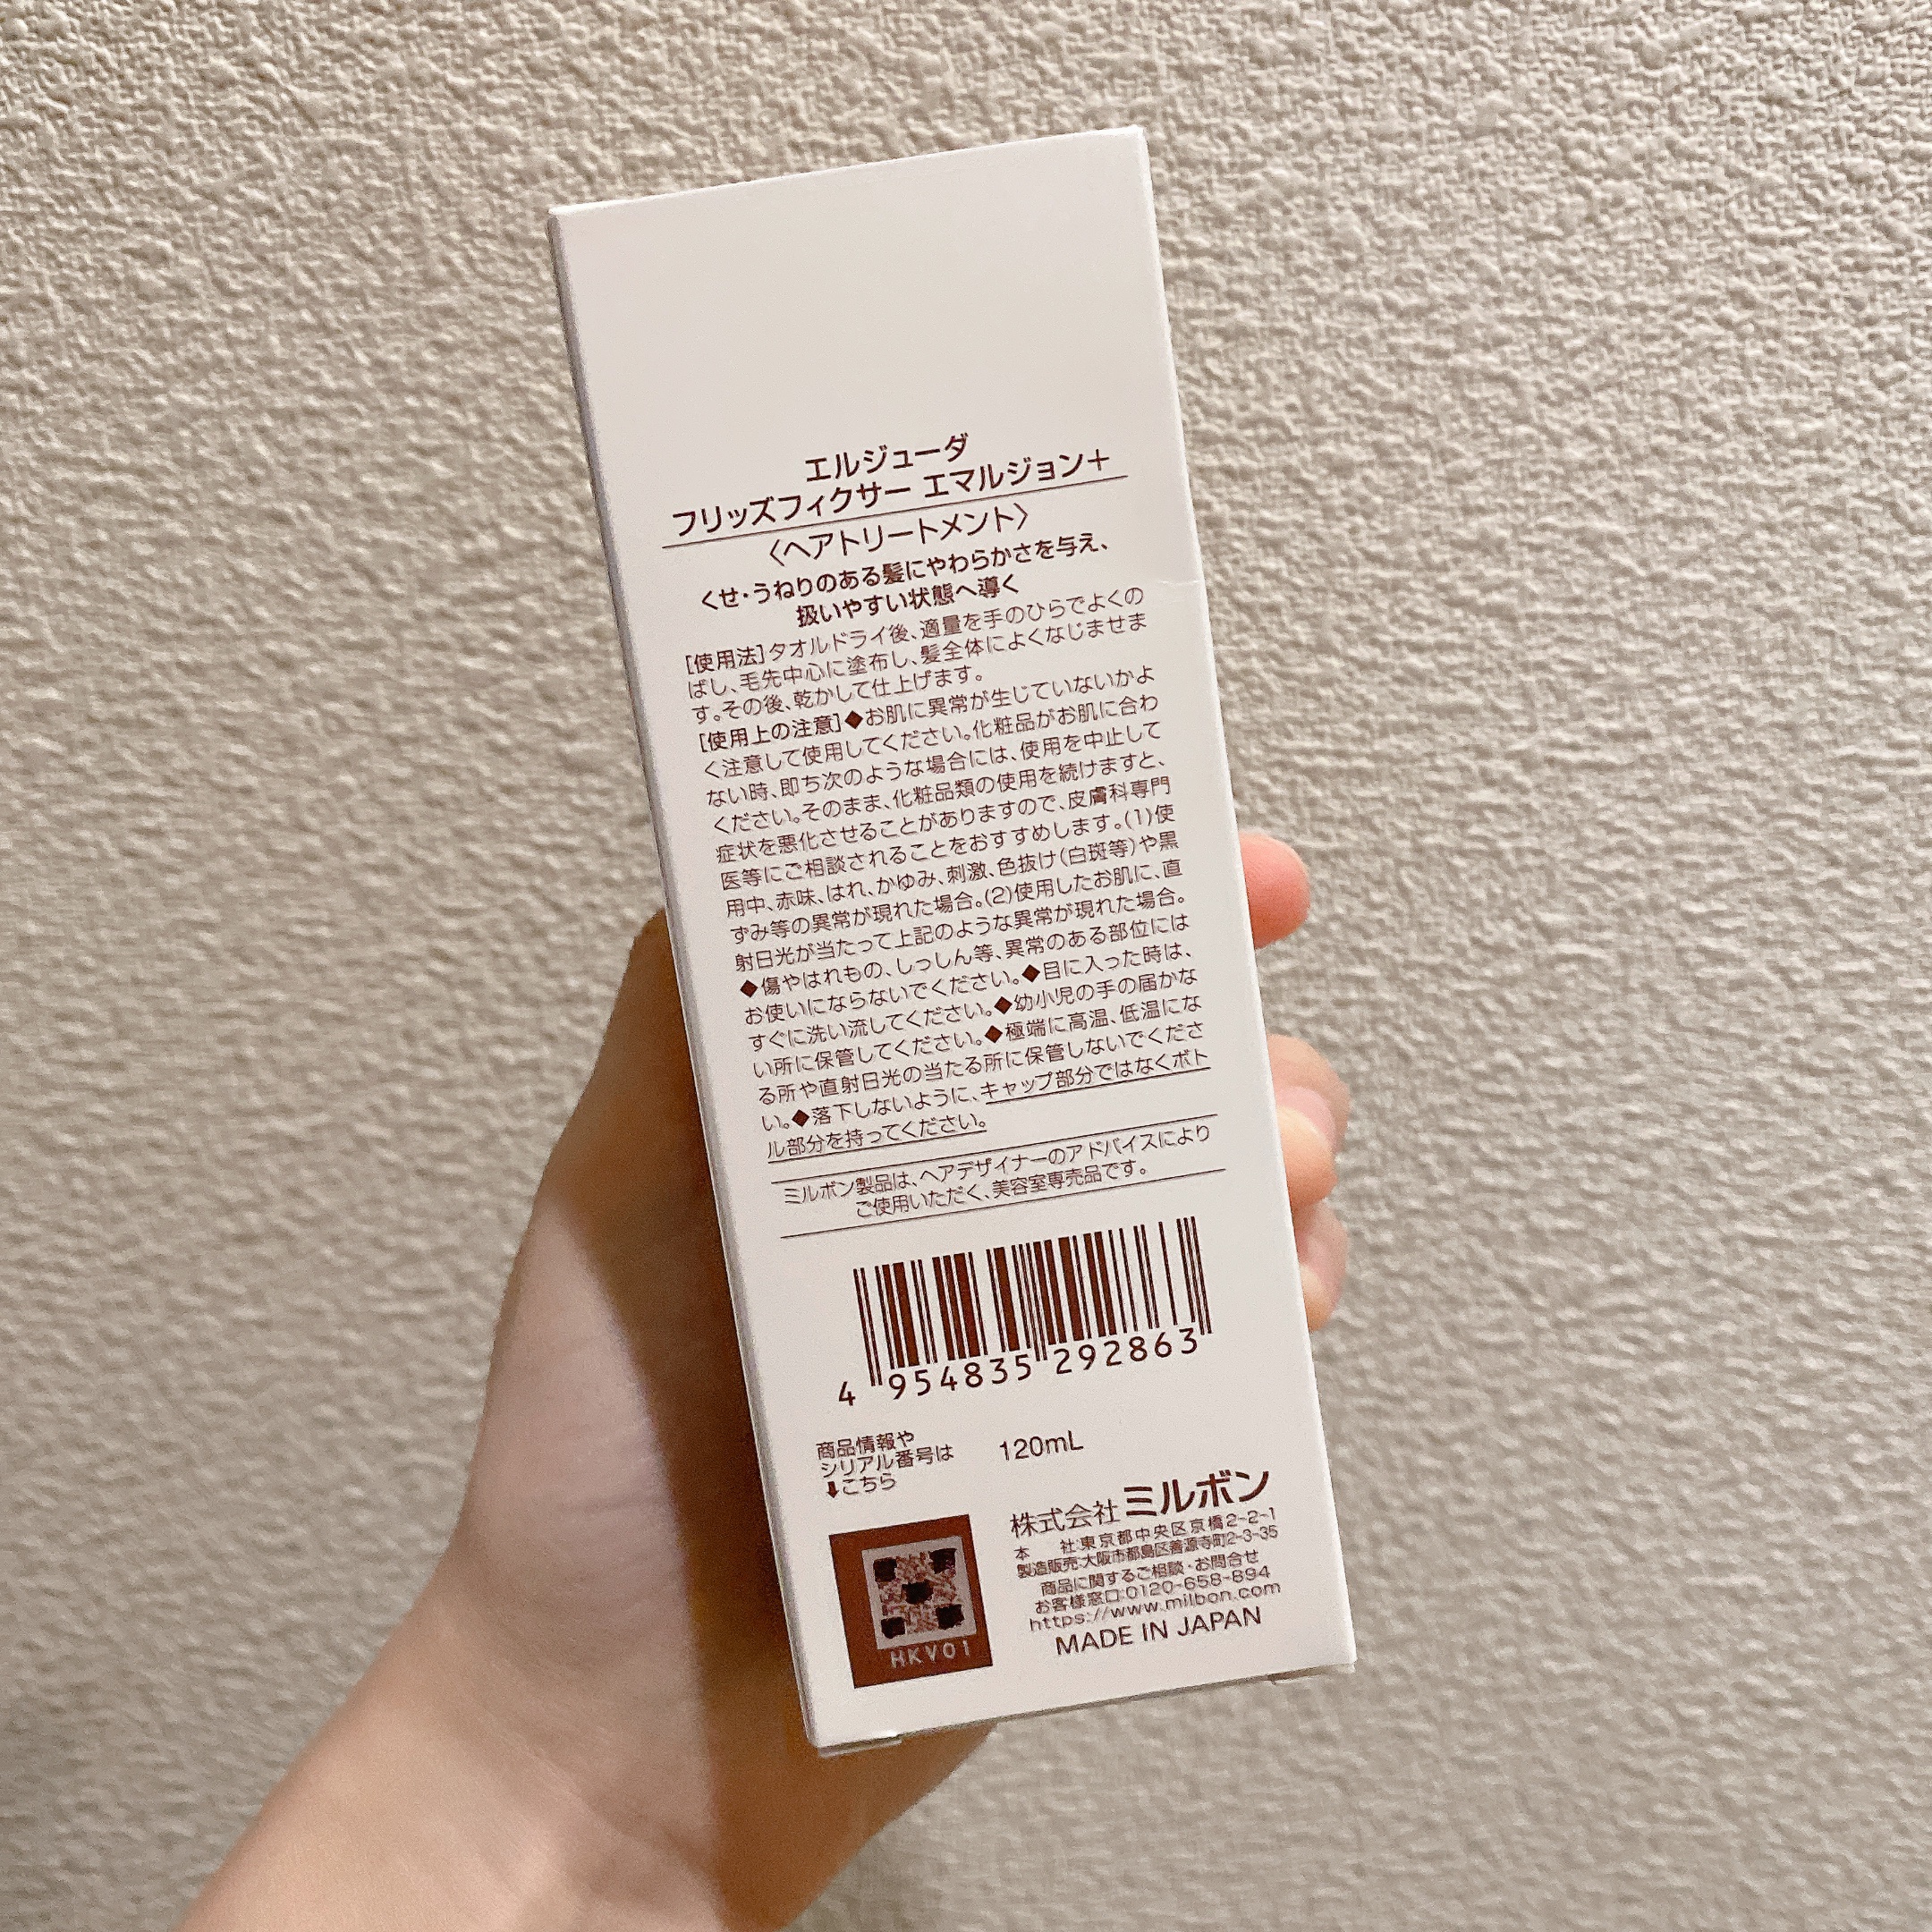 エルジューダ
フリッズフィクサー エマルジョン＋
〈ヘアトリートメント〉
くせ・うねりのある髪にやわらかさを与え、
扱いやすい状態へ導く
[使用法]タオルドライ後、適量を手のひらでよくの
ばし、毛先中心に塗布し、髪全体によくなじませま
す。その後、乾かして仕上げます。
[使用上の注意]◆お肌に異常が生じていないかよ
く注意して使用してください。化粧品がお肌に合わ
ない時、即ち次のような場合には、使用を中止して
ください。そのまま、化粧品類の使用を続けますと、
症状を悪化させることがありますので、皮膚科専門
医等にご相談されることをおすすめします。(1)使
用中、赤味、はれ、かゆみ、刺激、色抜け(白斑等)や黒
ずみ等の異常が現れた場合。(2)使用したお肌に、直
射日光が当たって上記のような異常が現れた場合。
◆傷やはれもの、しっしん等、異常のある部位には
お使いにならないでください。◆目に入った時は、
すぐに洗い流してください。◆幼小児の手の届かな
い所に保管してください。◆極端に高温、低温にな
る所や直射日光の当たる所に保管しないでくださ
い。◆落下しないように、キャップ部分ではなくボト
ル部分を持ってください。
ミルボン製品は、ヘアデザイナーのアドバイスにより
ご使用いただく、美容室専売品です。
4 954835 292863
商品情報や
シリアル番号は
⬇こちら
120mL
HKV01
株式会社 ミルボン
本 社:東京都中央区京橋2-2-1
製造販売:大阪市都島区善源寺町2-3-35
商品に関するご相談・お問合せ
お客様窓口:0120-658-894
https://www.milbon.com
MADE IN JAPAN